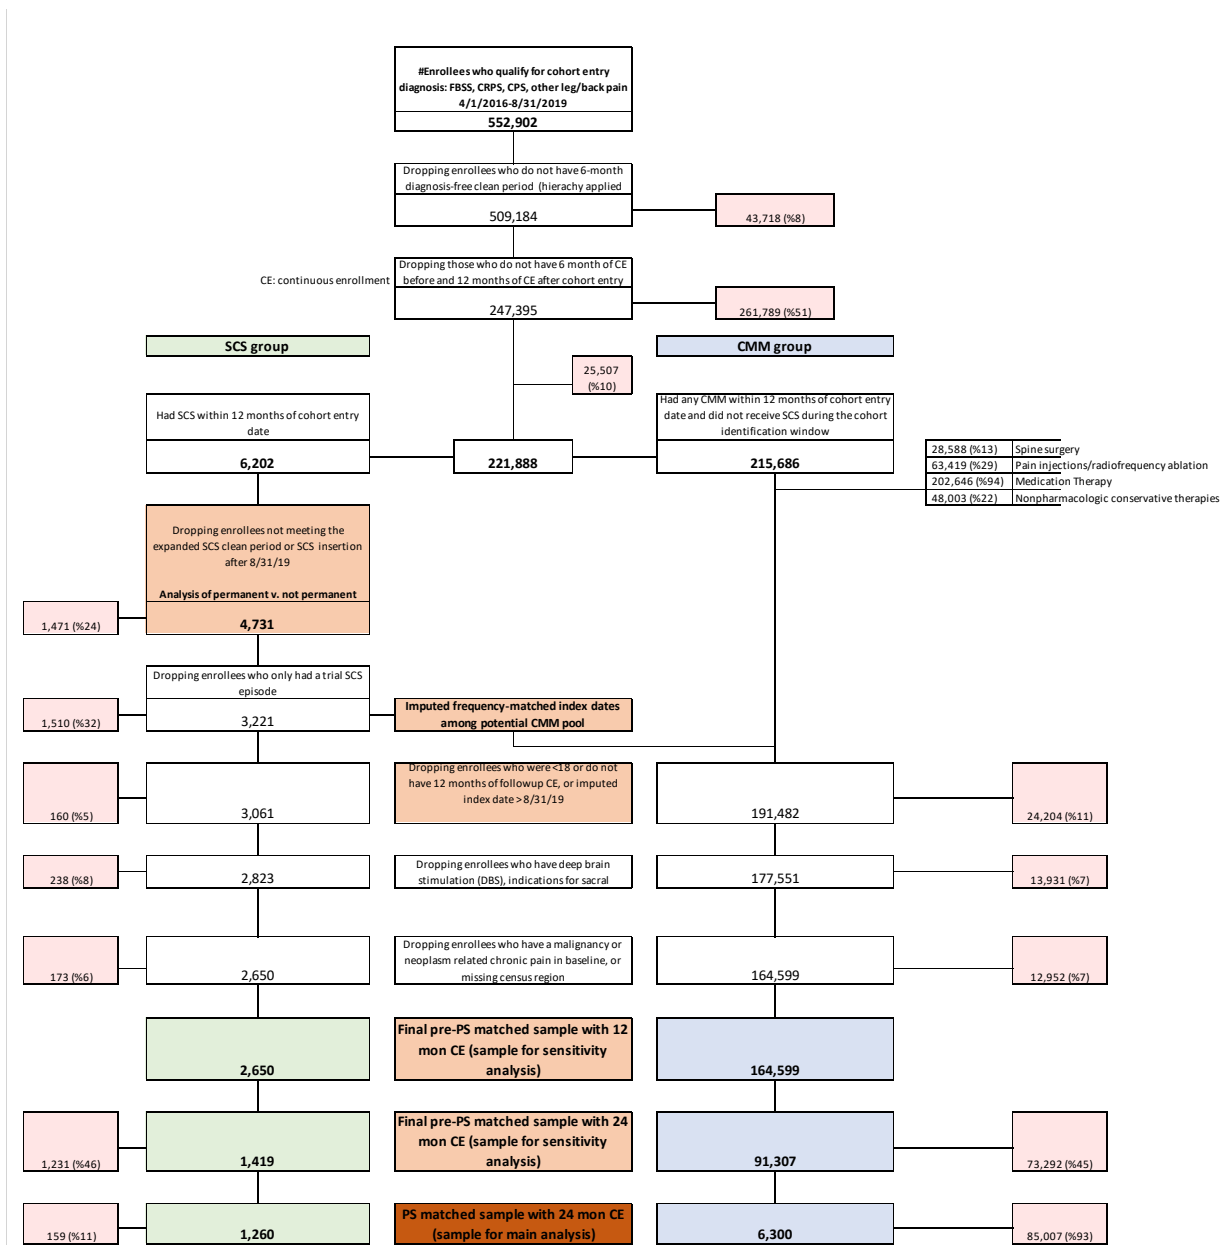 #Enrollees who qualify for cohort entry
diagnosis: FBSS, CRPS, CPS, other leg/back pain
4/1/2016-8/31/2019
552,902
Dropping enrollees who do not have 6-month
diagnosis-free clean period (hierachy applied
509,184
43,718 (%8)
CE: continuous enrollment
Dropping those who do not have 6 month of CE
before and 12 months of CE after cohort entry
247,395
261,789 (%51)
SCS group
CMM group
25,507
(%10)
Had SCS within 12 months of cohort entry
date
6,202
221,888
Had any CMM within 12 months of cohort entry
date and did not receive SCS during the cohort
identification window
215,686
28,588 (%13) Spine surgery
63,419 (%29) Pain injections/radiofrequency ablation
202,646 (%94) Medication Therapy
48,003 (%22) Nonpharmacologic conservative therapies
Dropping enrollees not meeting the
expanded SCS clean period or SCS insertion
after 8/31/19
Analysis of permanent v. not permanent
1,471 (%24)
4,731
Dropping enrollees who only had a trial SCS
episode
1,510 (%32)
3,221
Imputed frequency-matched index dates
among potential CMM pool
160 (%5)
3,061
Dropping enrollees who were <18 or do not
have 12 months of followup CE, or imputed
index date > 8/31/19
191,482
24,204 (%11)
238 (%8)
2,823
Dropping enrollees who have deep brain
stimulation (DBS), indications for sacral
177,551
13,931 (%7)
173 (%6)
2,650
Dropping enrollees who have a malignancy or
neoplasm related chronic pain in baseline, or
missing census region
164,599
12,952 (%7)
2,650
Final pre-PS matched sample with 12
mon CE (sample for sensitivity
analysis)
164,599
1,231 (%46)
1,419
Final pre-PS matched sample with 24
mon CE (sample for sensitivity
analysis)
91,307
73,292 (%45)
159 (%11)
1,260
PS matched sample with 24 mon CE
(sample for main analysis)
6,300
85,007 (%93)